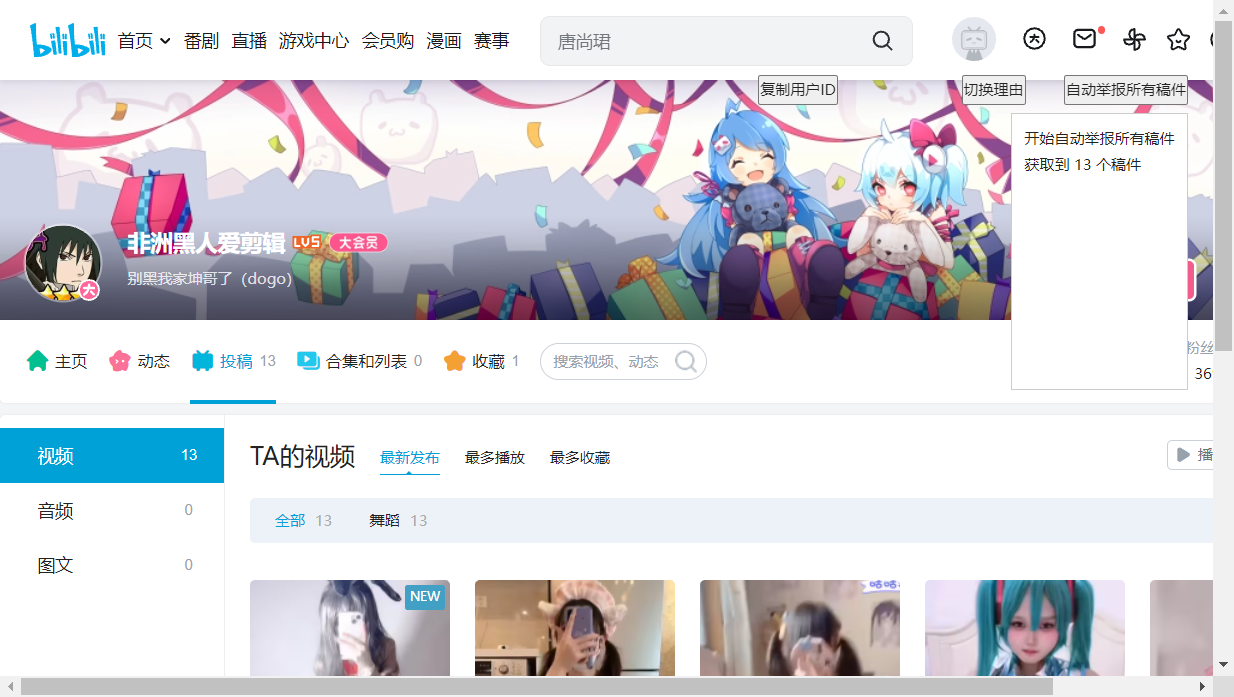 bilibili 首页 番剧 直播 游戏中心 会员购 漫画 赛事 唐尚珺
复制用户ID 切换理由 自动举报所有稿件
开始自动举报所有稿件
获取到 13 个稿件
非洲黑人爱剪辑 LV5 大会员
别黑我家坤哥了（dogo）
大
主页 动态 投稿 13 合集和列表 0 收藏 1 搜索视频、动态
粉丝
36
视频 13
音频 0
图文 0
TA的视频 最新发布 最多播放 最多收藏 播
全部 13 舞蹈 13
NEW
咕咕